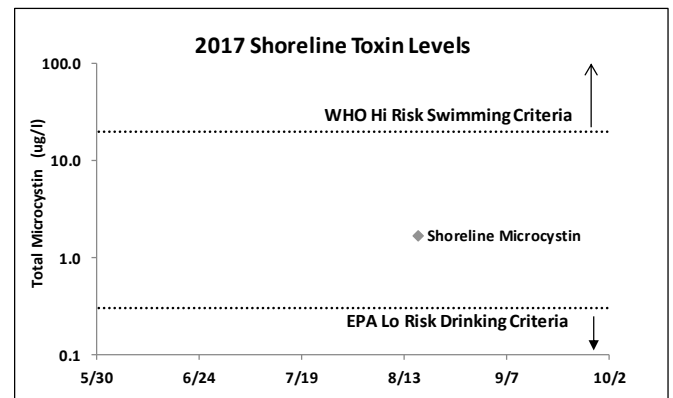 2017 Shoreline Toxin Levels
100.0
WHO Hi Risk Swimming Criteria
10.0
Total Microcystin (ug/l)
Shoreline Microcystin
1.0
EPA Lo Risk Drinking Criteria
0.1
5/30 6/24 7/19 8/13 9/7 10/2